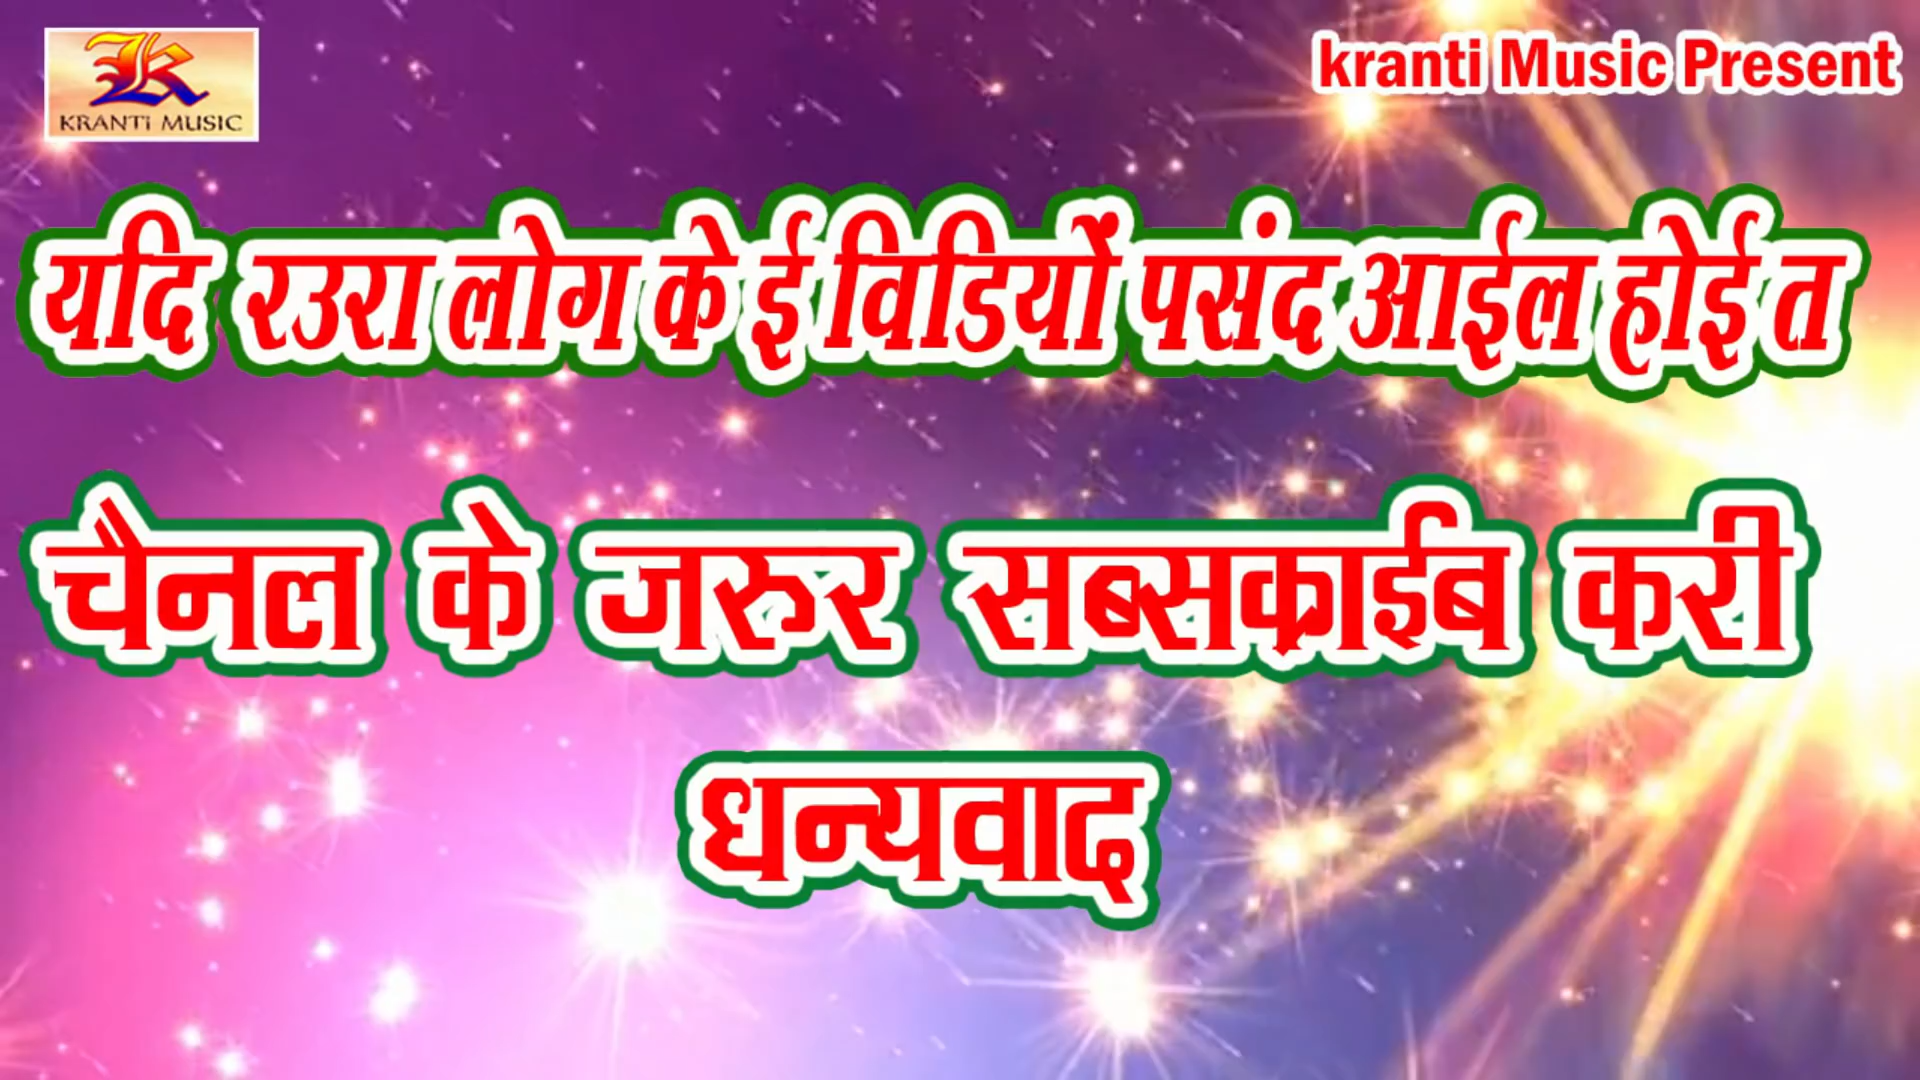 KRANTI MUSIC
kranti Music Present
यदि रउरा लोग के ई विडियों पसंद आईल होई त
चैनल के जरुर सब्सक्राईब करी
धन्यवाद